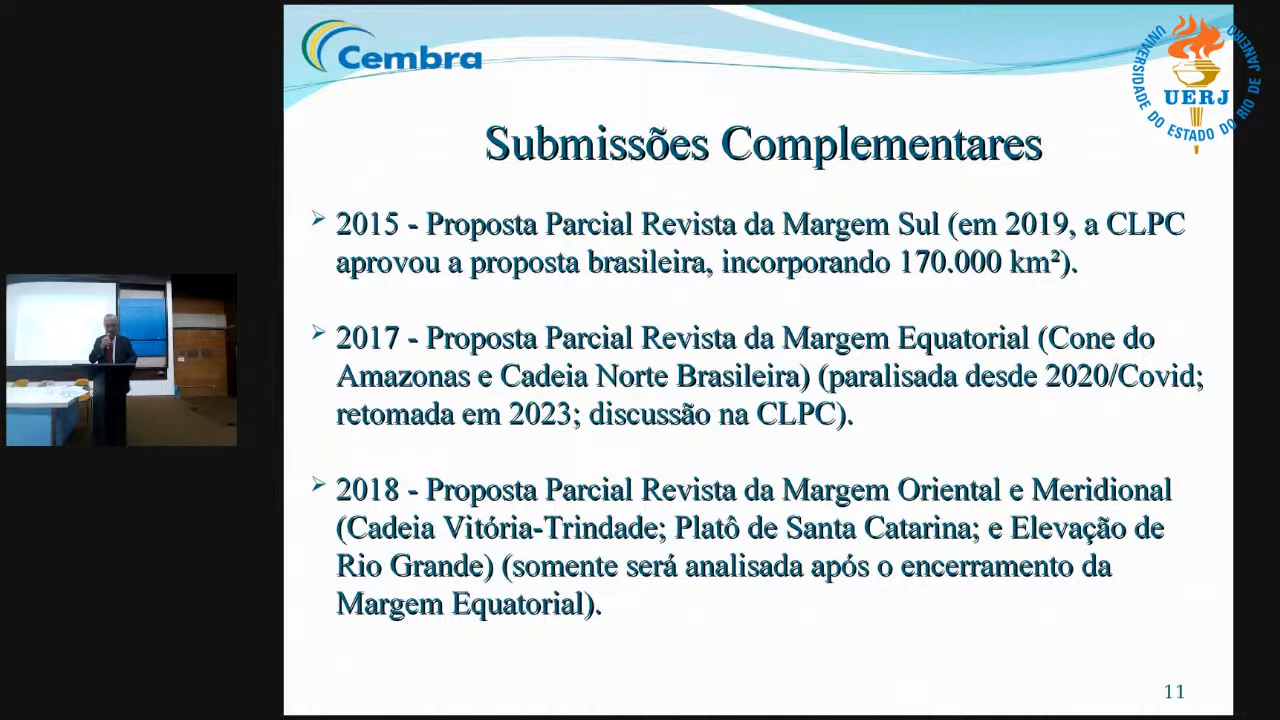 Cembra
UNIVERSIDADE DO ESTADO DO RIO DE JANEIRO
UERJ
Submissões Complementares
2015 - Proposta Parcial Revista da Margem Sul (em 2019, a CLPC
aprovou a proposta brasileira, incorporando 170.000 km²).
2017 - Proposta Parcial Revista da Margem Equatorial (Cone do
Amazonas e Cadeia Norte Brasileira) (paralisada desde 2020/Covid;
retomada em 2023; discussão na CLPC).
2018 - Proposta Parcial Revista da Margem Oriental e Meridional
(Cadeia Vitória-Trindade; Platô de Santa Catarina; e Elevação de
Rio Grande) (somente será analisada após o encerramento da
Margem Equatorial).
11